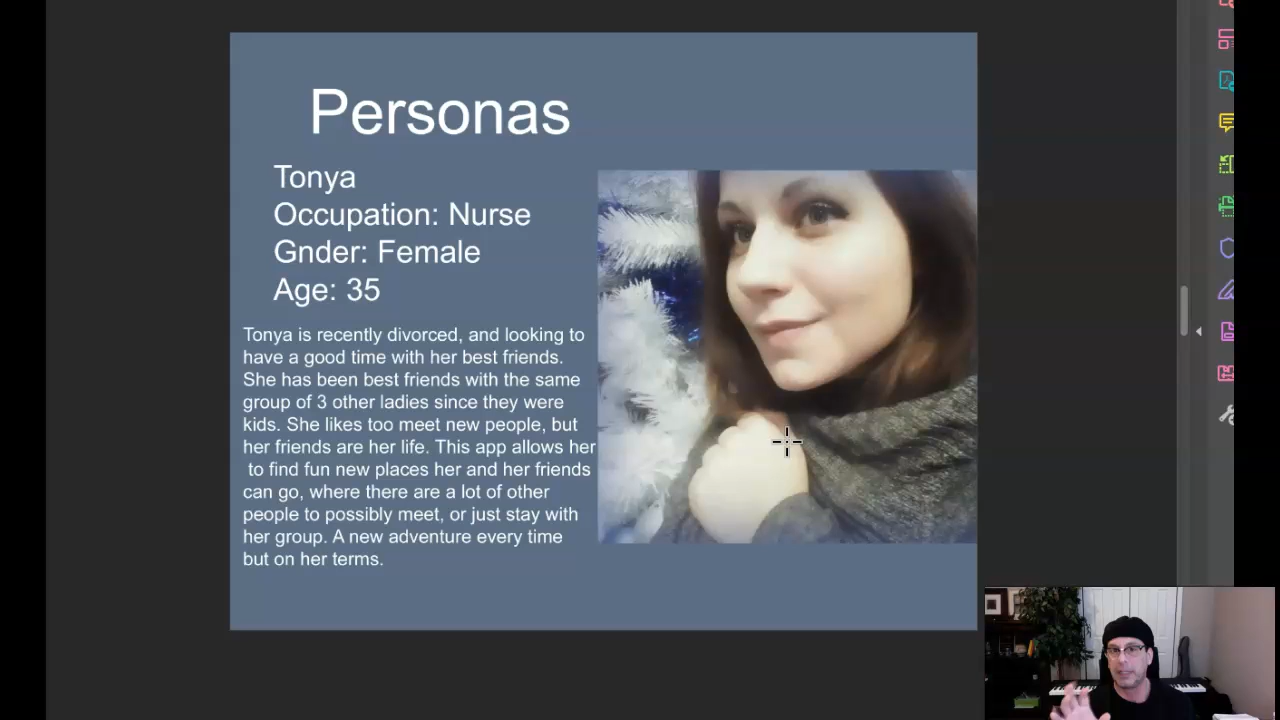 Personas
Tonya
Occupation: Nurse
Gnder: Female
Age: 35
Tonya is recently divorced, and looking to
have a good time with her best friends.
She has been best friends with the same
group of 3 other ladies since they were
kids. She likes too meet new people, but
her friends are her life. This app allows her
to find fun new places her and her friends
can go, where there are a lot of other
people to possibly meet, or just stay with
her group. A new adventure every time
but on her terms.